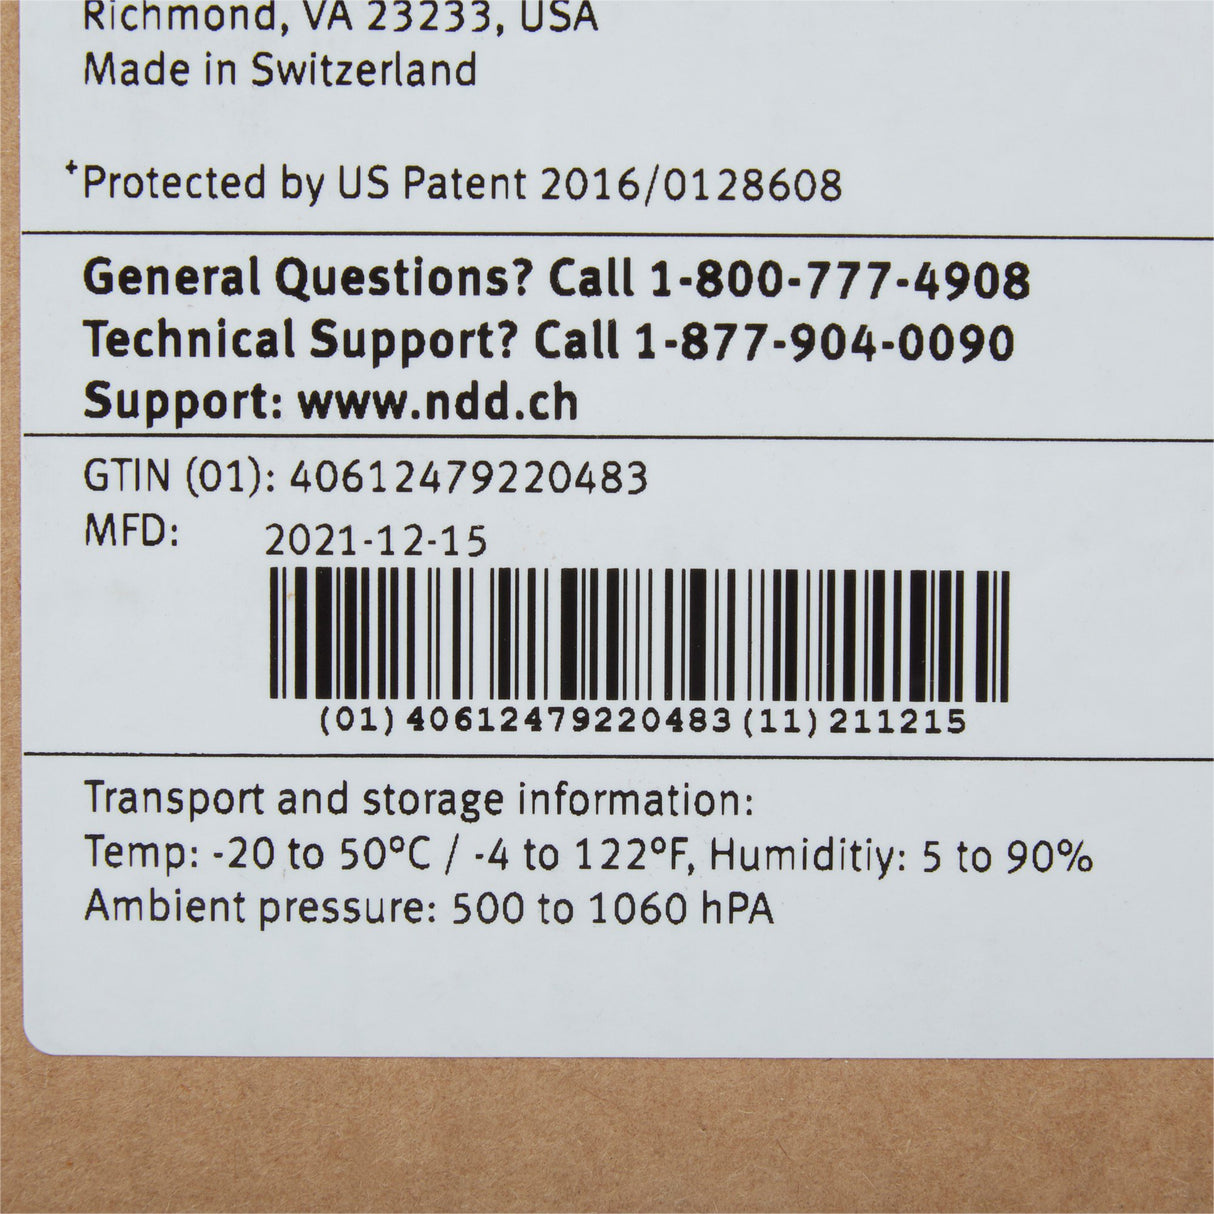 Richmond, VA 23233, USA
Made in Switzerland
+Protected by US Patent 2016/0128608
General Questions? Call 1-800-777-4908
Technical Support? Call 1-877-904-0090
Support: www.ndd.ch
GTIN (01): 40612479220483
MFD: 2021-12-15
(01)40612479220483(11)211215
Transport and storage information:
Temp: -20 to 50°C / -4 to 122°F, Humiditiy: 5 to 90%
Ambient pressure: 500 to 1060 hPA